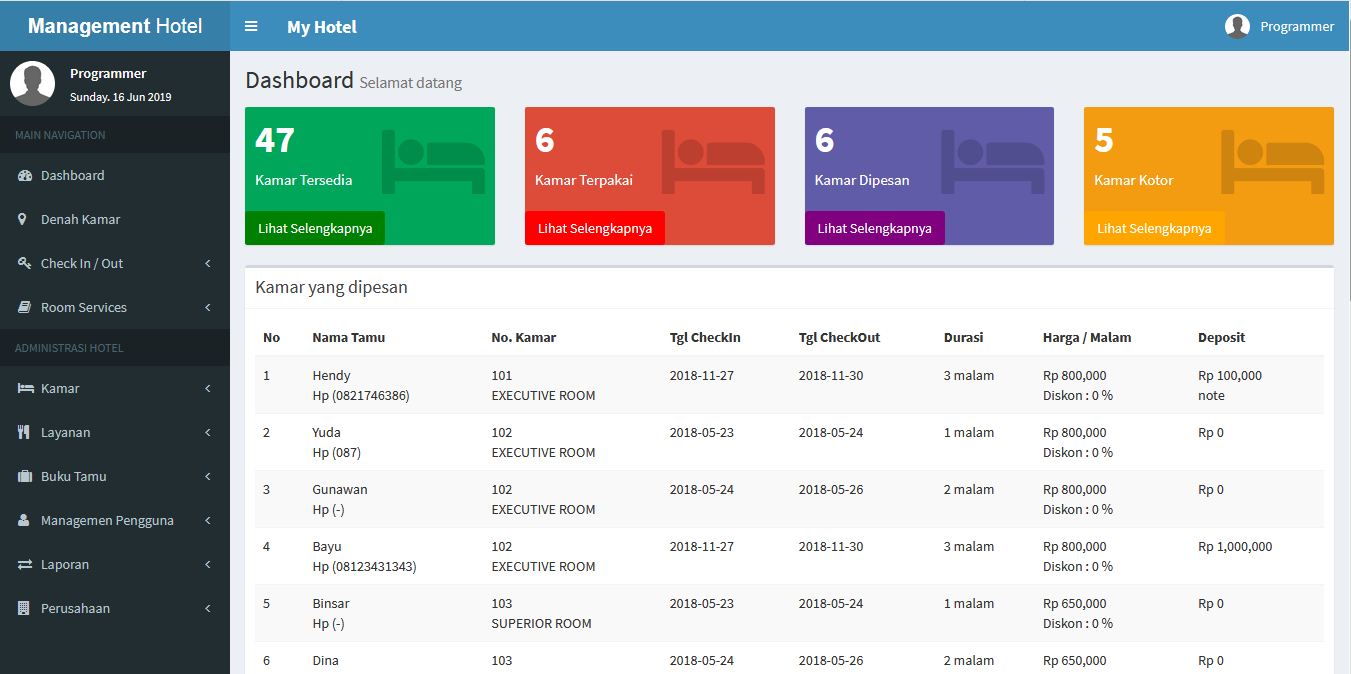 Management Hotel
My Hotel
Programmer
Programmer
Sunday. 16 Jun 2019
MAIN NAVIGATION
Dashboard
Denah Kamar
Check In / Out
Room Services
ADMINISTRASI HOTEL
Kamar
Layanan
Buku Tamu
Managemen Pengguna
Laporan
Perusahaan
Dashboard Selamat datang
47
Kamar Tersedia
Lihat Selengkapnya
6
Kamar Terpakai
Lihat Selengkapnya
6
Kamar Dipesan
Lihat Selengkapnya
5
Kamar Kotor
Lihat Selengkapnya
Kamar yang dipesan
No Nama Tamu No. Kamar Tgl CheckIn Tgl CheckOut Durasi Harga / Malam Deposit
1 Hendy 101 2018-11-27 2018-11-30 3 malam Rp 800,000 Rp 100,000
Hp (0821746386) EXECUTIVE ROOM Diskon : 0 % note
2 Yuda 102 2018-05-23 2018-05-24 1 malam Rp 800,000 Rp 0
Hp (087) EXECUTIVE ROOM Diskon : 0 %
3 Gunawan 102 2018-05-24 2018-05-26 2 malam Rp 800,000 Rp 0
Hp (-) EXECUTIVE ROOM Diskon : 0 %
4 Bayu 102 2018-11-27 2018-11-30 3 malam Rp 800,000 Rp 1,000,000
Hp (08123431343) EXECUTIVE ROOM Diskon : 0 %
5 Binsar 103 2018-05-23 2018-05-24 1 malam Rp 650,000 Rp 0
Hp (-) SUPERIOR ROOM Diskon : 0 %
6 Dina 103 2018-05-24 2018-05-26 2 malam Rp 650,000 Rp 0